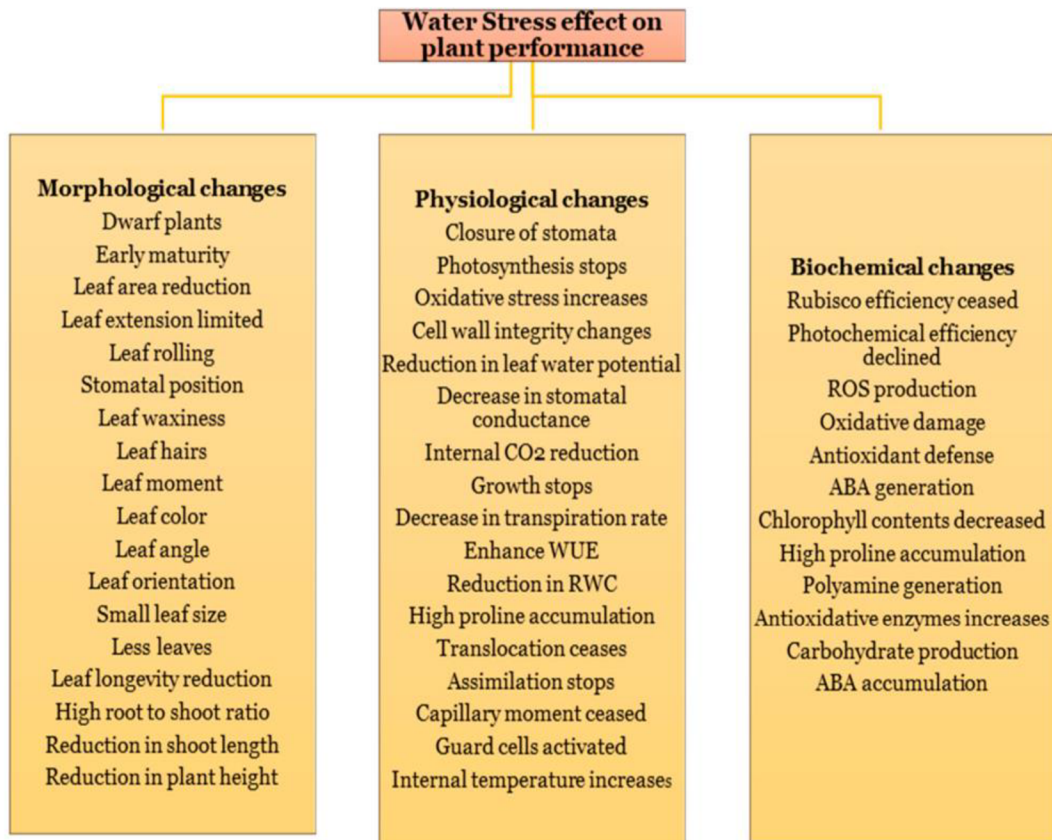 Water Stress effect on
plant performance
Morphological changes
Dwarf plants
Early maturity
Leaf area reduction
Leaf extension limited
Leaf rolling
Stomatal position
Leaf waxiness
Leaf hairs
Leaf moment
Leaf color
Leaf angle
Leaf orientation
Small leaf size
Less leaves
Leaf longevity reduction
High root to shoot ratio
Reduction in shoot length
Reduction in plant height
Physiological changes
Closure of stomata
Photosynthesis stops
Oxidative stress increases
Cell wall integrity changes
Reduction in leaf water potential
Decrease in stomatal
conductance
Internal CO2 reduction
Growth stops
Decrease in transpiration rate
Enhance WUE
Reduction in RWC
High proline accumulation
Translocation ceases
Assimilation stops
Capillary moment ceased
Guard cells activated
Internal temperature increases
Biochemical changes
Rubisco efficiency ceased
Photochemical efficiency
declined
ROS production
Oxidative damage
Antioxidant defense
ABA generation
Chlorophyll contents decreased
High proline accumulation
Polyamine generation
Antioxidative enzymes increases
Carbohydrate production
ABA accumulation